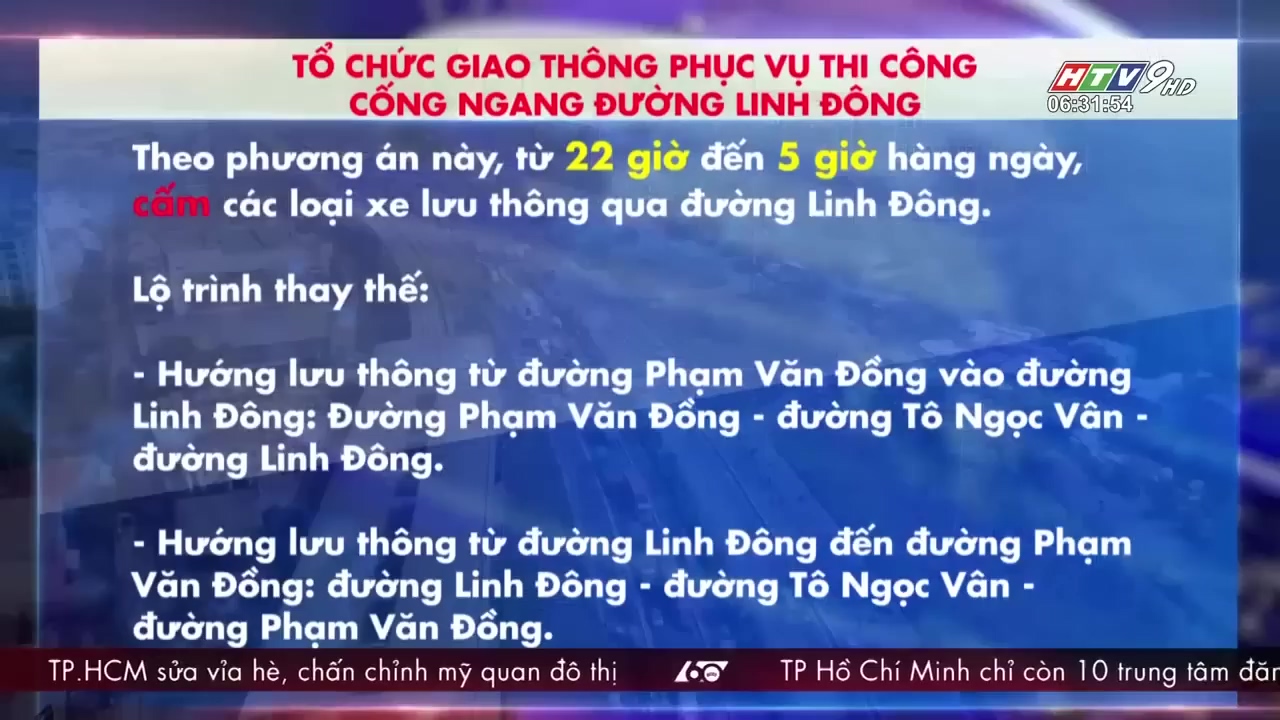 TỔ CHỨC GIAO THÔNG PHỤC VỤ THI CÔNG
CỐNG NGANG ĐƯỜNG LINH ĐÔNG
HTV9 HD
06:31:54
Theo phương án này, từ 22 giờ đến 5 giờ hàng ngày,
cấm các loại xe lưu thông qua đường Linh Đông.
Lộ trình thay thế:
- Hướng lưu thông từ đường Phạm Văn Đồng vào đường
Linh Đông: Đường Phạm Văn Đồng - đường Tô Ngọc Vân -
đường Linh Đông.
- Hướng lưu thông từ đường Linh Đông đến đường Phạm
Văn Đồng: đường Linh Đông - đường Tô Ngọc Vân -
đường Phạm Văn Đồng.
TP.HCM sửa vỉa hè, chấn chỉnh mỹ quan đô thị 60 TP Hồ Chí Minh chỉ còn 10 trung tâm đăn